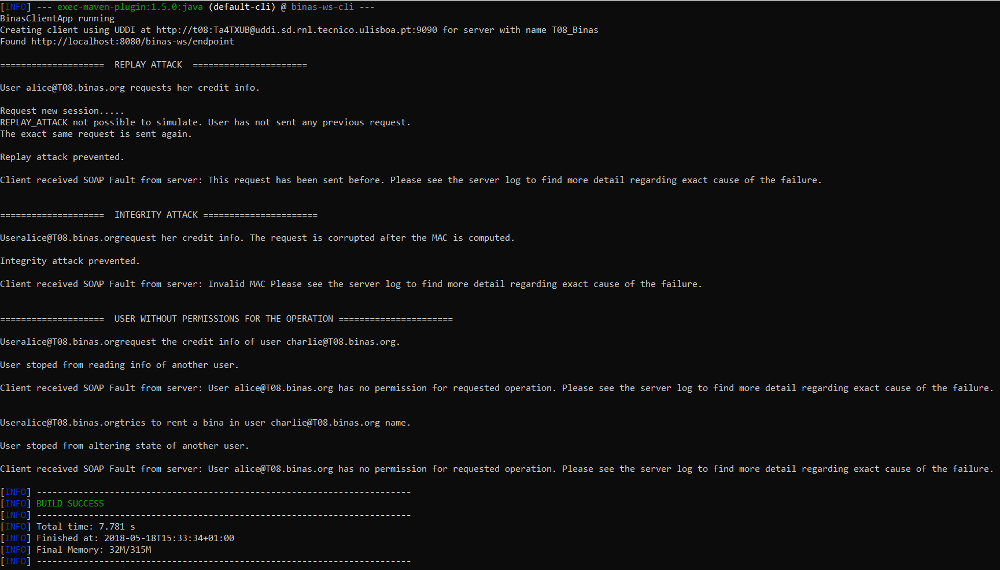 [INFO] --- exec-maven-plugin:1.5.0:java (default-cli) @ binas-ws-cli ---
BinasClientApp running
Creating client using UDDI at http://t08:Ta4TXUB@uddi.sd.rnl.tecnico.ulisboa.pt:9090 for server with name T08_Binas
Found http://localhost:8080/binas-ws/endpoint
==================== REPLAY ATTACK ======================
User alice@T08.binas.org requests her credit info.
Request new session.....
REPLAY_ATTACK not possible to simulate. User has not sent any previous request.
The exact same request is sent again.
Replay attack prevented.
Client received SOAP Fault from server: This request has been sent before. Please see the server log to find more detail regarding exact cause of the failure.
==================== INTEGRITY ATTACK ======================
Useralice@T08.binas.orgrequest her credit info. The request is corrupted after the MAC is computed.
Integrity attack prevented.
Client received SOAP Fault from server: Invalid MAC Please see the server log to find more detail regarding exact cause of the failure.
==================== USER WITHOUT PERMISSIONS FOR THE OPERATION ======================
Useralice@T08.binas.orgrequest the credit info of user charlie@T08.binas.org.
User stoped from reading info of another user.
Client received SOAP Fault from server: User alice@T08.binas.org has no permission for requested operation. Please see the server log to find more detail regarding exact cause of the failure.
Useralice@T08.binas.orgtries to rent a bina in user charlie@T08.binas.org name.
User stoped from altering state of another user.
Client received SOAP Fault from server: User alice@T08.binas.org has no permission for requested operation. Please see the server log to find more detail regarding exact cause of the failure.
[INFO] ------------------------------------------------------------------------
[INFO] BUILD SUCCESS
[INFO] ------------------------------------------------------------------------
[INFO] Total time: 7.781 s
[INFO] Finished at: 2018-05-18T15:33:34+01:00
[INFO] Final Memory: 32M/315M
[INFO] ------------------------------------------------------------------------